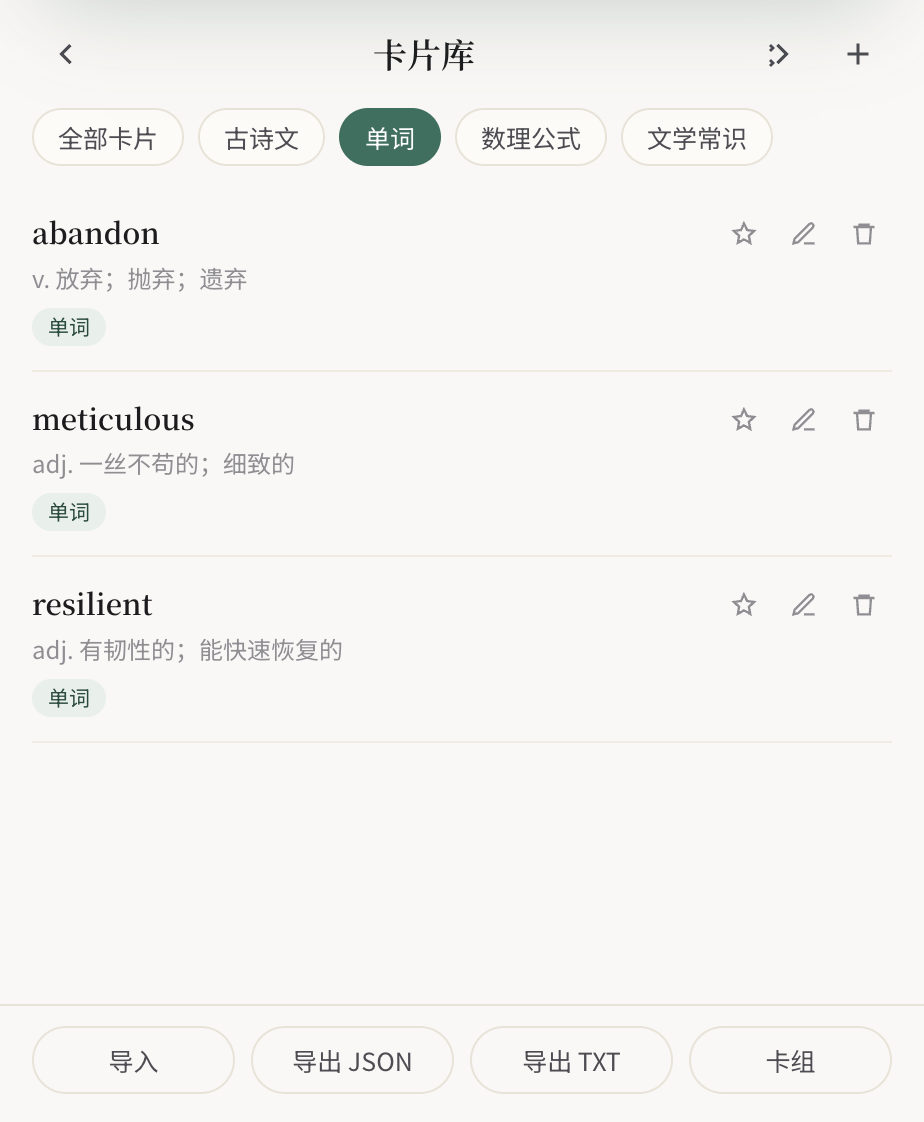 卡片库
全部卡片 古诗文 单词 数理公式 文学常识
abandon
v. 放弃；抛弃；遗弃
单词
meticulous
adj. 一丝不苟的；细致的
单词
resilient
adj. 有韧性的；能快速恢复的
单词
导入 导出 JSON 导出 TXT 卡组